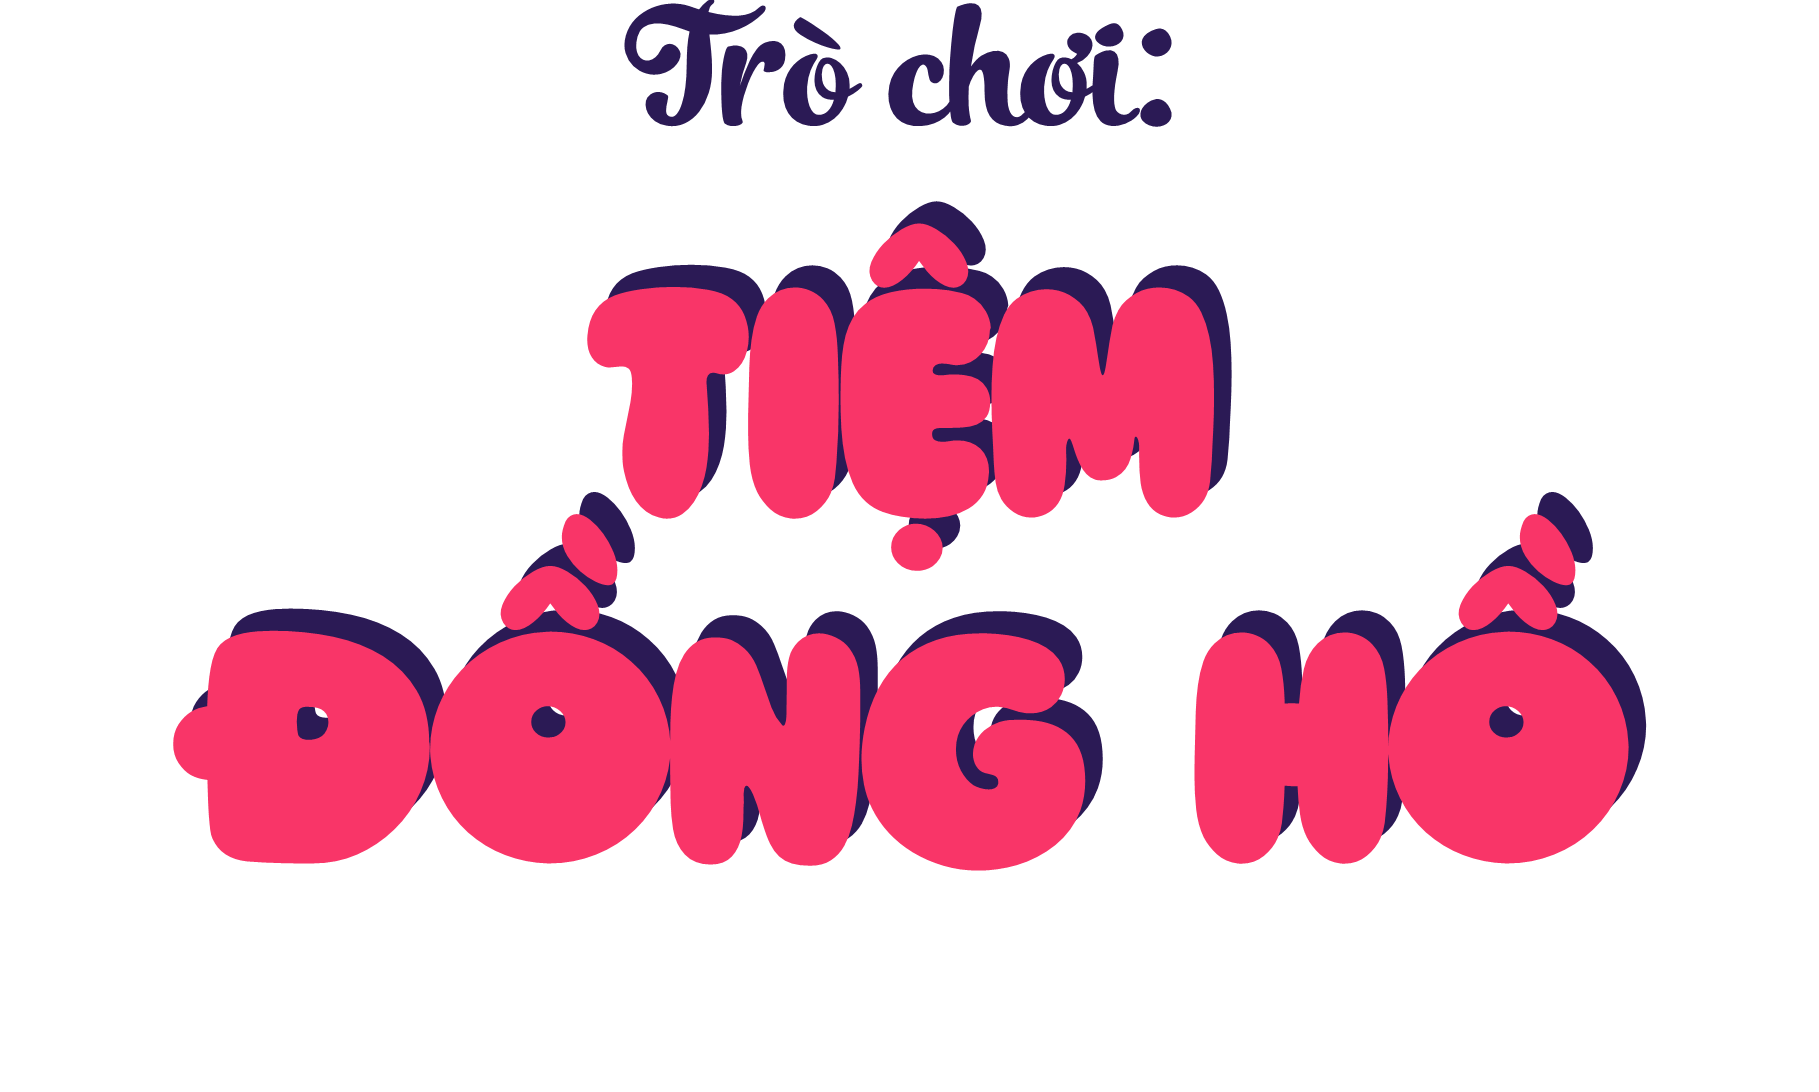 Trò chơi:
TIỆM
ĐỒNG HỒ